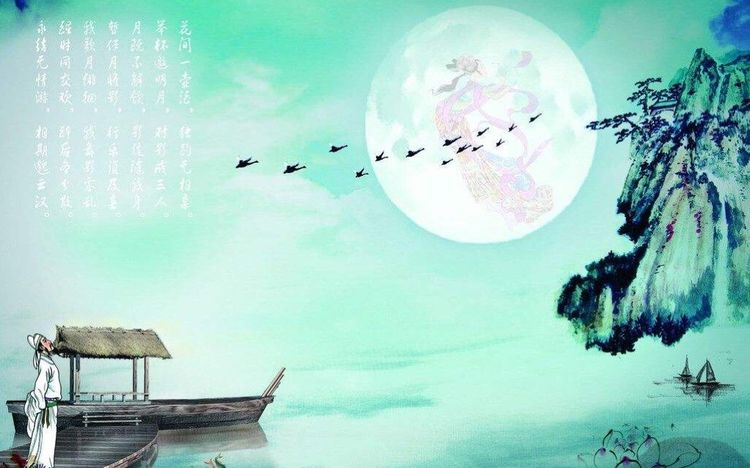 花间一壶酒。独酌无相亲。
举杯邀明月。对影成三人。
月既不解饮。影徒随我身。
暂伴月将影。行乐须及春。
我歌月徘徊。我舞影零乱。
醒时同交欢。醉后各分散。
永结无情游。相期邈云汉。